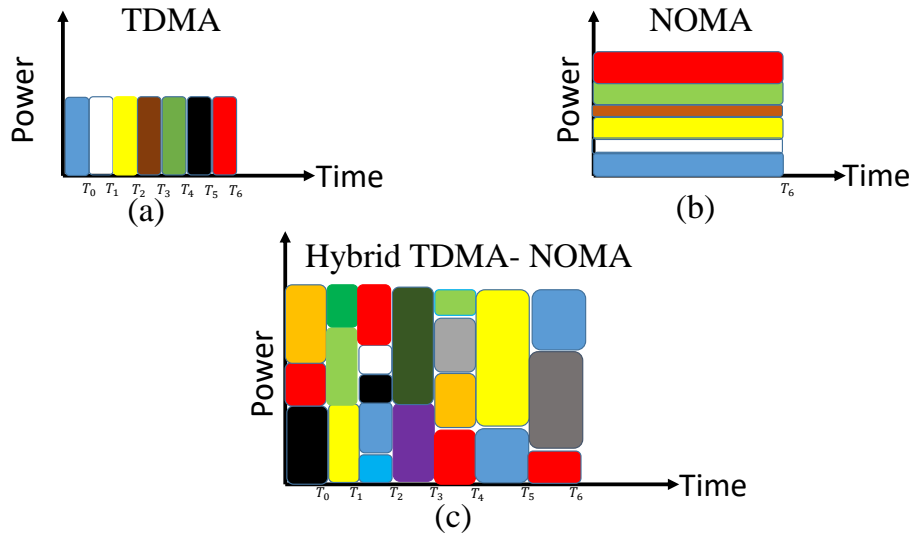 TDMA
Power
T₀ T₁ T₂ T₃ T₄ T₅ T₆
Time
(a)
NOMA
Power
T₆
Time
(b)
Hybrid TDMA- NOMA
Power
T₀ T₁ T₂ T₃ T₄ T₅ T₆
Time
(c)